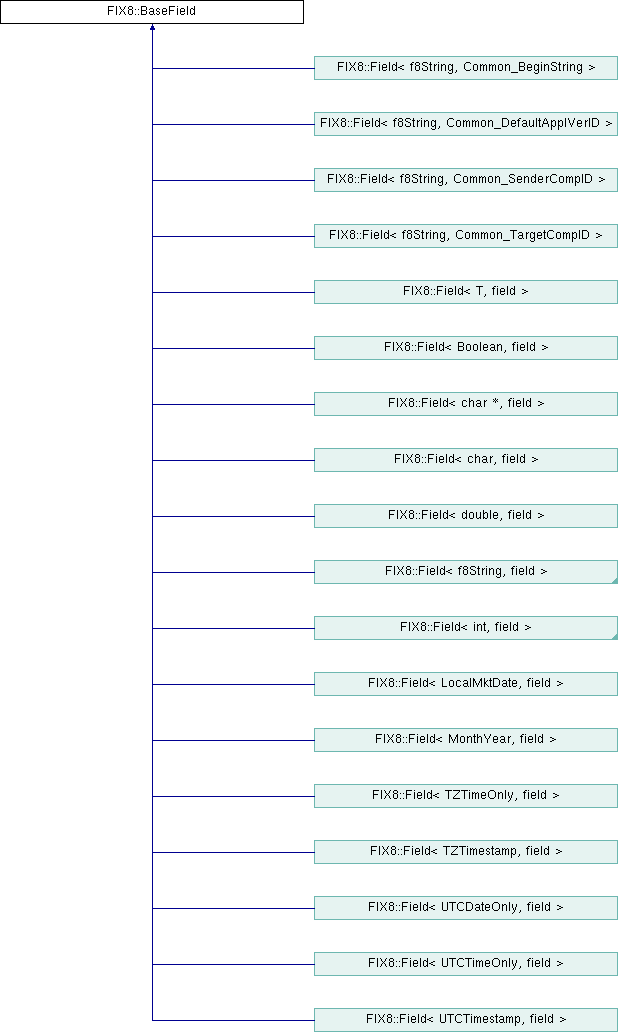 FIX8::BaseField
FIX8::Field< f8String, Common_BeginString >
FIX8::Field< f8String, Common_DefaultApplVerID >
FIX8::Field< f8String, Common_SenderCompID >
FIX8::Field< f8String, Common_TargetCompID >
FIX8::Field< T, field >
FIX8::Field< Boolean, field >
FIX8::Field< char *, field >
FIX8::Field< char, field >
FIX8::Field< double, field >
FIX8::Field< f8String, field >
FIX8::Field< int, field >
FIX8::Field< LocalMktDate, field >
FIX8::Field< MonthYear, field >
FIX8::Field< TZTimeOnly, field >
FIX8::Field< TZTimestamp, field >
FIX8::Field< UTCDateOnly, field >
FIX8::Field< UTCTimeOnly, field >
FIX8::Field< UTCTimestamp, field >